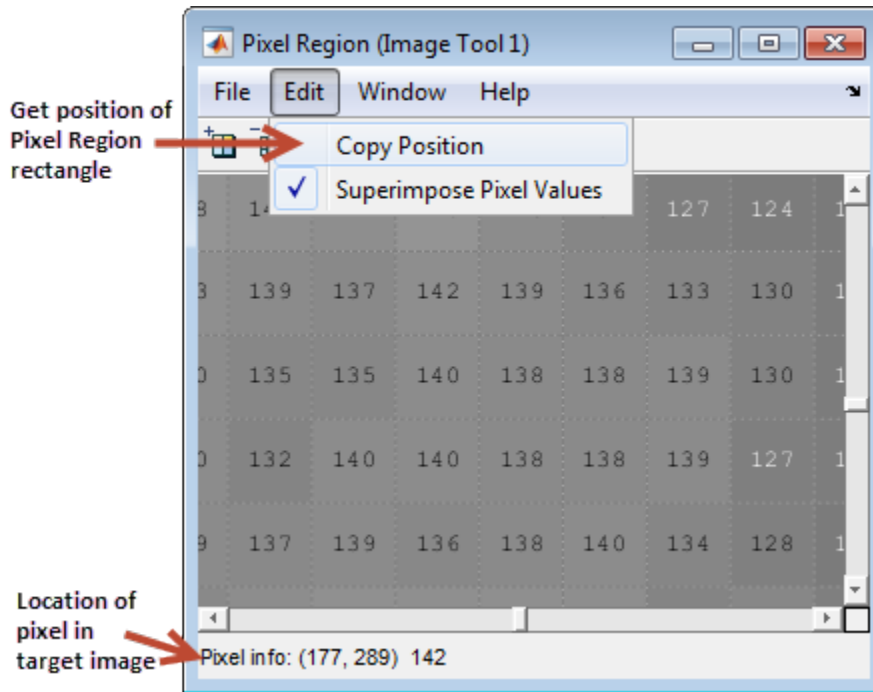 Pixel Region (Image Tool 1)
File Edit Window Help
Get position of
Pixel Region
rectangle
Copy Position
Superimpose Pixel Values
127 124
139 137 142 139 136 133 130
135 135 140 138 138 139 130
132 140 140 138 138 139 127
137 139 136 138 140 134 128
Location of
pixel in
target image
Pixel info: (177, 289) 142